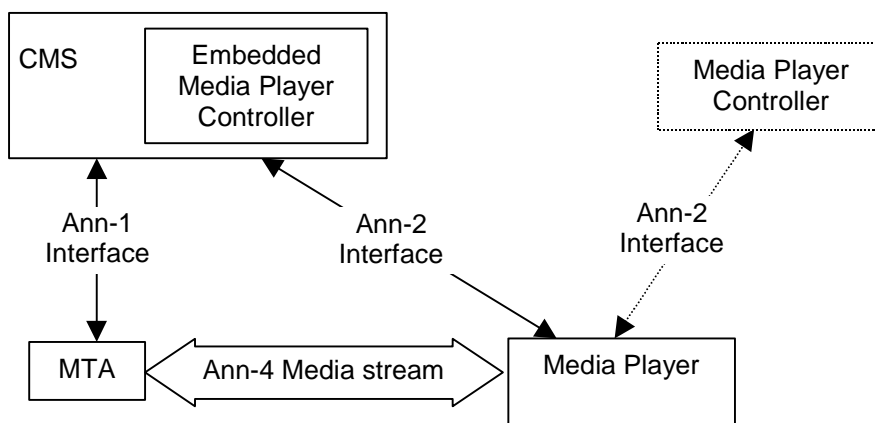 CMS
Embedded
Media Player
Controller
Media Player
Controller
Ann-1
Interface
Ann-2
Interface
Ann-2
Interface
MTA
Ann-4 Media stream
Media Player